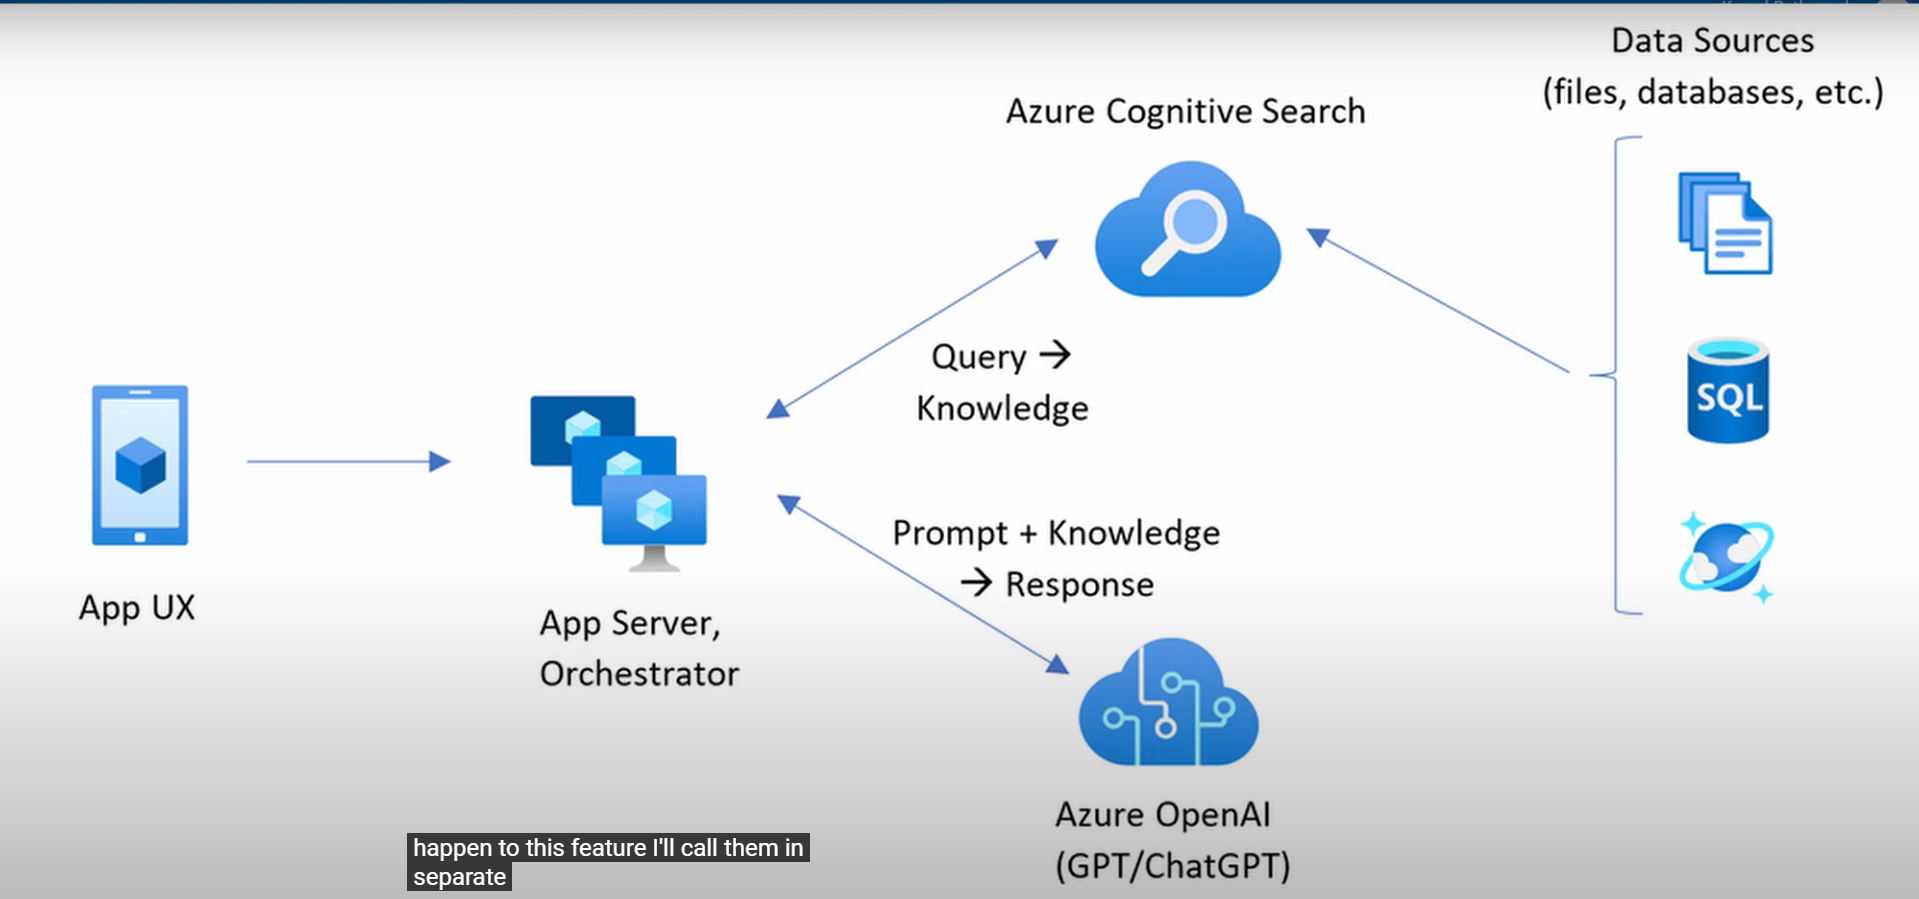 Data Sources
(files, databases, etc.)
Azure Cognitive Search
Query →
Knowledge
SQL
Prompt + Knowledge
→ Response
App UX
App Server,
Orchestrator
Azure OpenAI
(GPT/ChatGPT)
happen to this feature I'll call them in
separate